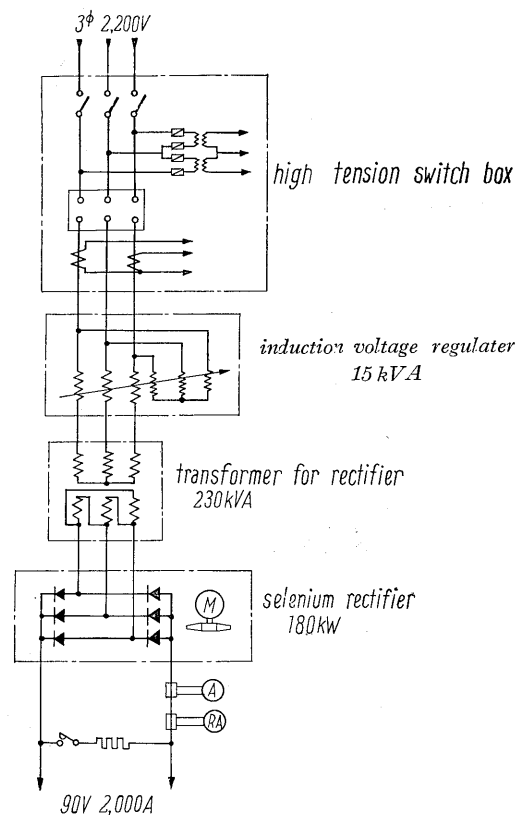 3φ 2,200V
high tension switch box
induction voltage regulater
15 kVA
transformer for rectifier
230kVA
M
selenium rectifier
180kW
A
RA
90V 2,000A